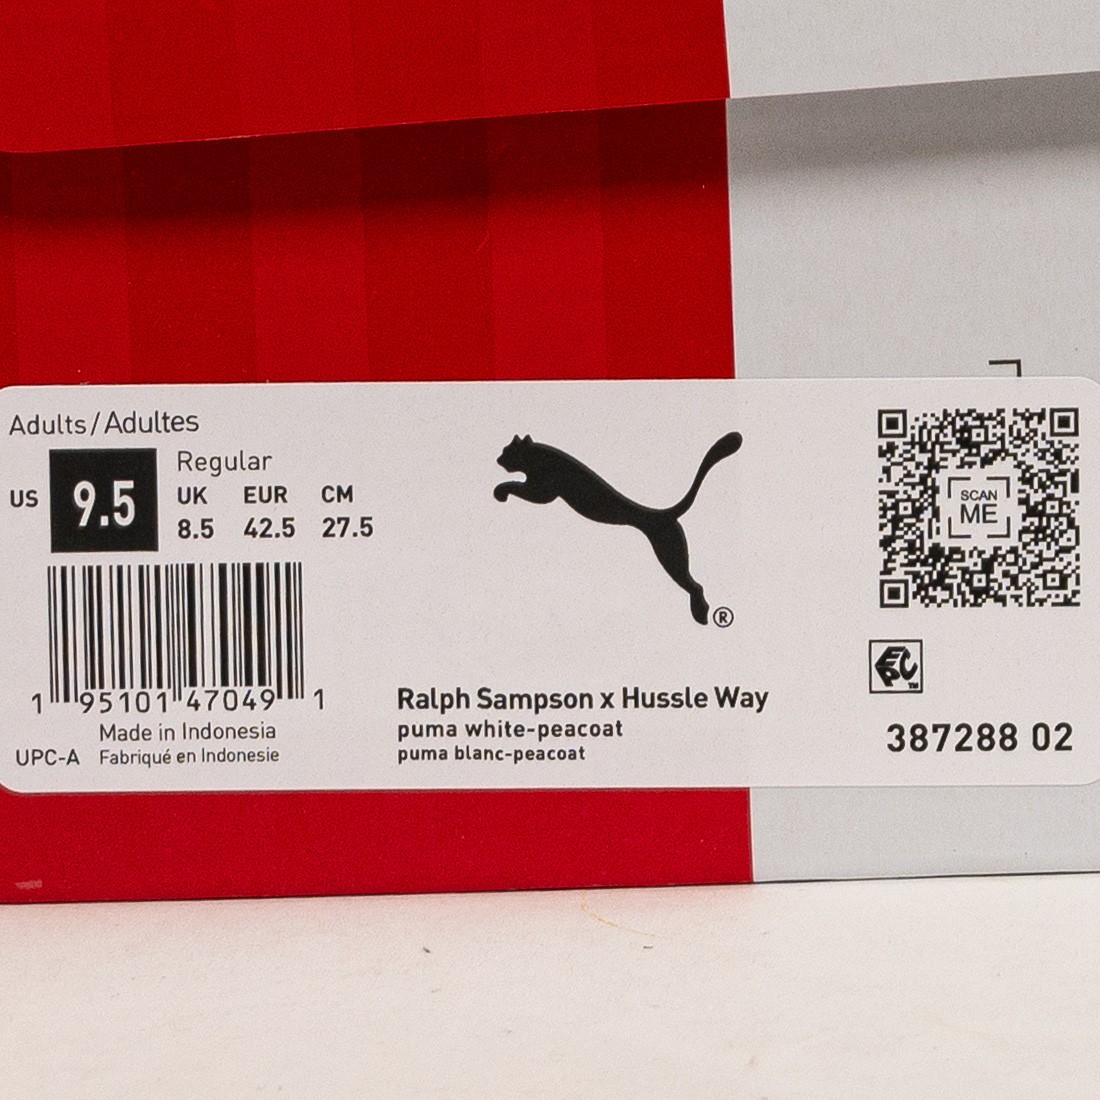 Adults/Adultes
US 9.5
Regular
UK EUR CM
8.5 42.5 27.5
1 95101 47049 1
Made in Indonesia
UPC-A Fabriqué en Indonesie
®
Ralph Sampson x Hussle Way
puma white-peacoat
puma blanc-peacoat
SCAN
ME
EPC™
387288 02